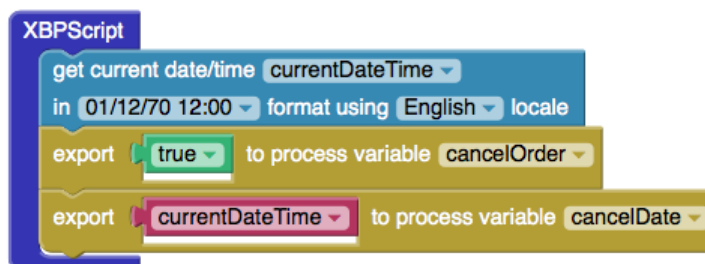 XBPScript
get current date/time currentDateTime
in 01/12/70 12:00 format using English locale
export true to process variable cancelOrder
export currentDateTime to process variable cancelDate